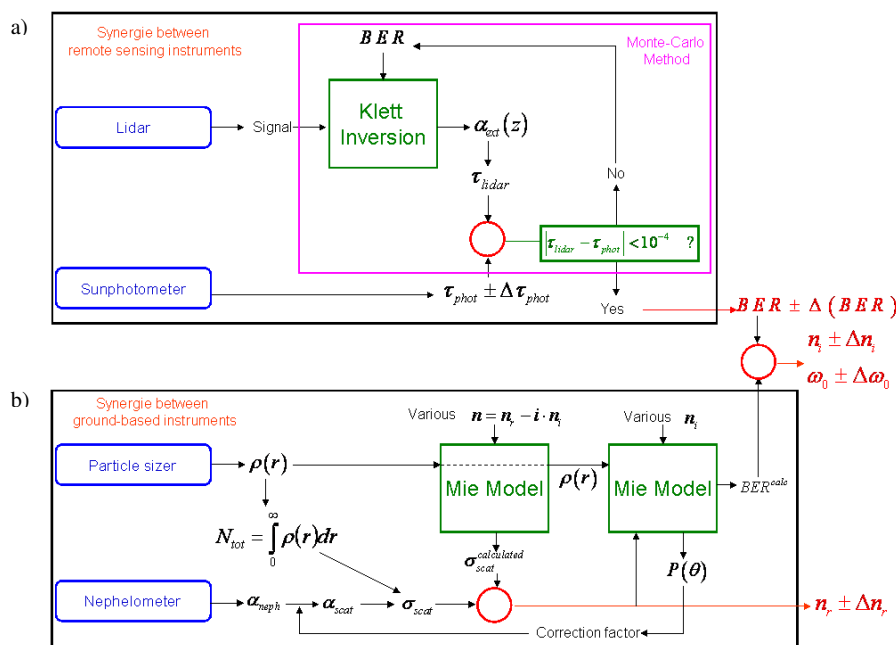 a)
Synergie between
remote sensing instruments
BER
Monte-Carlo
Method
Lidar
Signal
Klett
Inversion
α_ext(z)
τ_lidar
No
|τ_lidar − τ_phot| < 10⁻⁴ ?
Sunphotometer
τ_phot ± Δτ_phot
Yes
BER ± Δ(BER)
n_i ± Δn_i
ω_0 ± Δω_0
b)
Synergie between
ground-based instruments
Various n = n_r − i · n_i
Various n_i
Particle sizer
ρ(r)
Mie Model
ρ(r)
Mie Model
BER^calc
N_tot = ∫_0^∞ ρ(r)dr
σ_scat^calculated
P(θ)
Nephelometer
α_neph
α_scat
σ_scat
n_r ± Δn_r
Correction factor